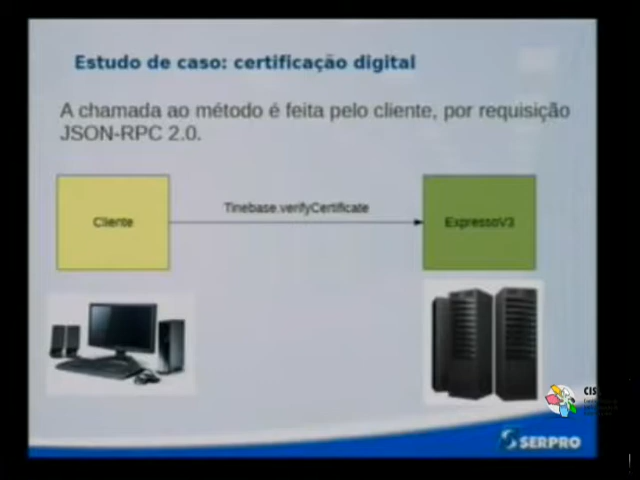 Estudo de caso: certificação digital
A chamada ao método é feita pelo cliente, por requisição
JSON-RPC 2.0.
Tinebase.verifyCertificate
Cliente
ExpressoV3
CIS
SERPRO